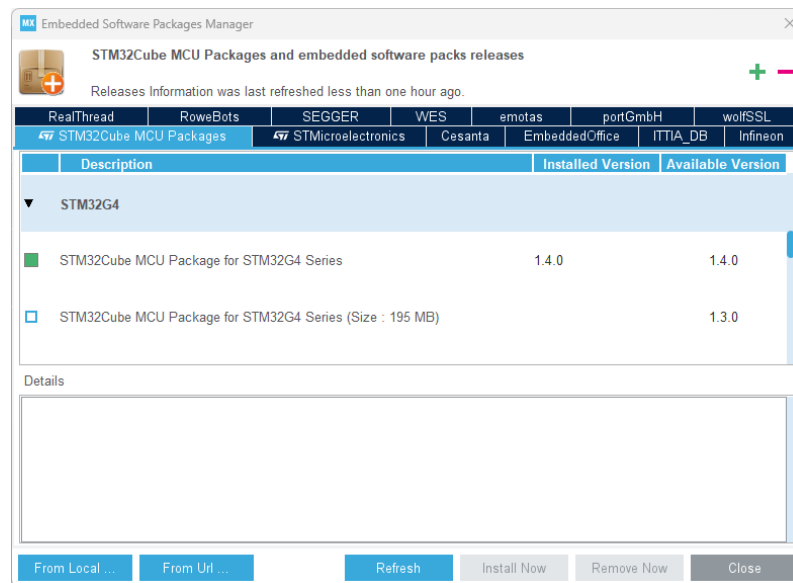 MX Embedded Software Packages Manager
STM32Cube MCU Packages and embedded software packs releases
Releases Information was last refreshed less than one hour ago.
RealThread RoweBots SEGGER WES emotas portGmbH wolfSSL
STM32Cube MCU Packages STMicroelectronics Cesanta EmbeddedOffice ITTIA_DB Infineon
Description Installed Version Available Version
STM32G4
STM32Cube MCU Package for STM32G4 Series 1.4.0 1.4.0
STM32Cube MCU Package for STM32G4 Series (Size : 195 MB) 1.3.0
Details
From Local ... From Url ... Refresh Install Now Remove Now Close